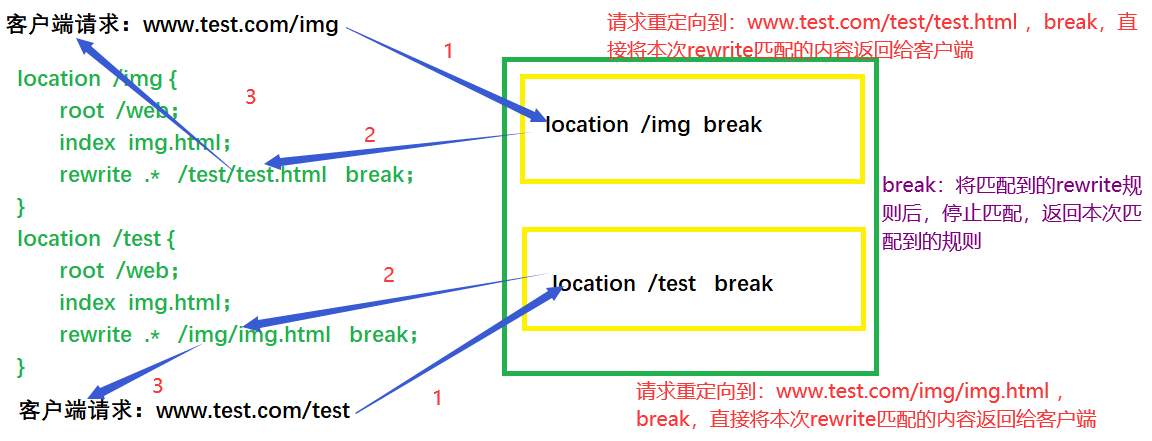 客户端请求：www.test.com/img
请求重定向到：www.test.com/test/test.html ，break，直
接将本次rewrite匹配的内容返回给客户端
1
location /img {
3
root /web；
location /img break
2
index img.html；
rewrite .* /test/test.html break；
break：将匹配到的rewrite规
则后，停止匹配，返回本次匹
配到的规则
}
location /test {
root /web；
2
location /test break
index img.html；
rewrite .* /img/img.html break；
}
3
1
请求重定向到：www.test.com/img/img.html ，
break，直接将本次rewrite匹配的内容返回给客户端
客户端请求：www.test.com/test